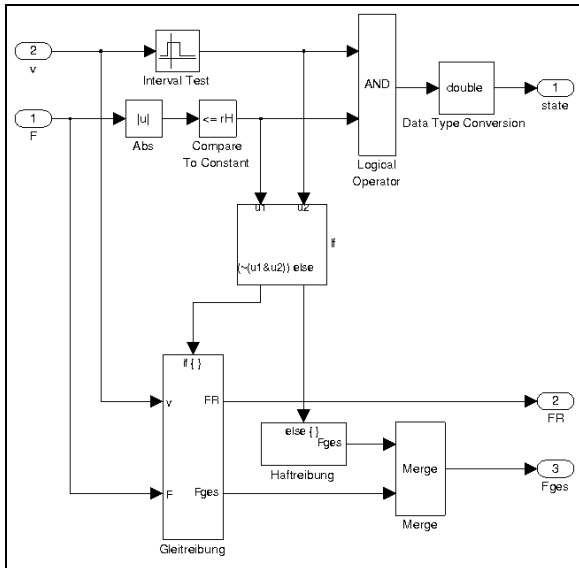 2
v
Interval Test
AND
double
1
state
1
F
|u|
Abs
<= rH
Compare
To Constant
Logical
Operator
Data Type Conversion
u1
u2
(~(u1&u2)) else
if { }
v
FR
2
FR
else { }
Fges
Haftreibung
Merge
Merge
3
Fges
F
Fges
Gleitreibung